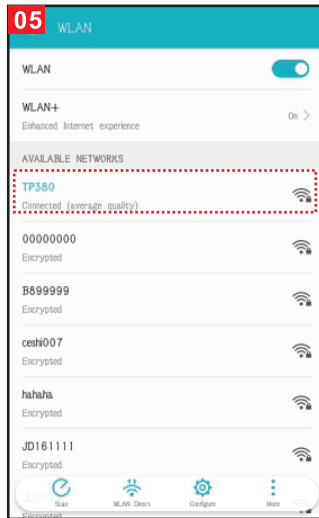 05
WLAN
WLAN
WLAN+
Enhanced Internet experience
On >
AVAILABLE NETWORKS
TP380
Connected (average quality)
00000000
Encrypted
B899999
Encrypted
ceshi007
Encrypted
hahaha
Encrypted
JD161111
Encrypted
Scan
WLAN Direct
Configure
More
Encrypted